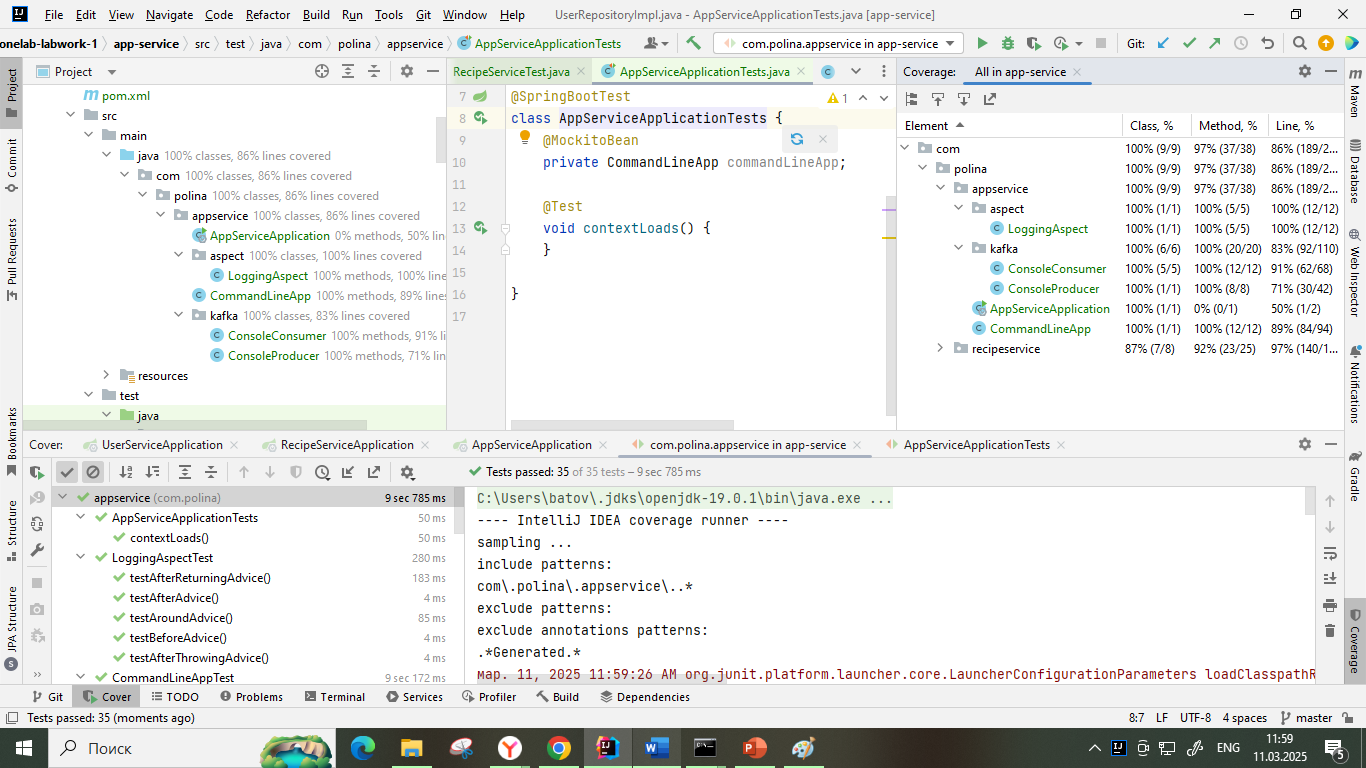 File Edit View Navigate Code Refactor Build Run Tools Git Window Help UserRepositoryImpl.java - AppServiceApplicationTests.java [app-service]
onelab-labwork-1 app-service src test java com polina appservice AppServiceApplicationTests com.polina.appservice in app-service Git:
Project
RecipeServiceTest.java AppServiceApplicationTests.java
Coverage: All in app-service
pom.xml
src
main
java 100% classes, 86% lines covered
com 100% classes, 86% lines covered
polina 100% classes, 86% lines covered
appservice 100% classes, 86% lines covered
AppServiceApplication 0% methods, 50% lin
aspect 100% classes, 100% lines covered
LoggingAspect 100% methods, 100% line
CommandLineApp 100% methods, 89% lines
kafka 100% classes, 83% lines covered
ConsoleConsumer 100% methods, 91% li
ConsoleProducer 100% methods, 71% lin
resources
test
java
7 @SpringBootTest
1
8 class AppServiceApplicationTests {
9 @MockitoBean
10 private CommandLineApp commandLineApp;
11
12 @Test
13 void contextLoads() {
14 }
15
16 }
17
Element Class, % Method, % Line, %
com 100% (9/9) 97% (37/38) 86% (189/2...
polina 100% (9/9) 97% (37/38) 86% (189/2...
appservice 100% (9/9) 97% (37/38) 86% (189/2...
aspect 100% (1/1) 100% (5/5) 100% (12/12)
LoggingAspect 100% (1/1) 100% (5/5) 100% (12/12)
kafka 100% (6/6) 100% (20/20) 83% (92/110)
ConsoleConsumer 100% (5/5) 100% (12/12) 91% (62/68)
ConsoleProducer 100% (1/1) 100% (8/8) 71% (30/42)
AppServiceApplication 100% (1/1) 0% (0/1) 50% (1/2)
CommandLineApp 100% (1/1) 100% (12/12) 89% (84/94)
recipeservice 87% (7/8) 92% (23/25) 97% (140/1...
Project
Commit
Pull Requests
Bookmarks
Structure
JPA Structure
Maven
Database
Web Inspector
Notifications
Gradle
Coverage
Cover: UserServiceApplication RecipeServiceApplication AppServiceApplication com.polina.appservice in app-service AppServiceApplicationTests
Tests passed: 35 of 35 tests – 9 sec 785 ms
appservice (com.polina) 9 sec 785 ms
AppServiceApplicationTests 50 ms
contextLoads() 50 ms
LoggingAspectTest 280 ms
testAfterReturningAdvice() 183 ms
testAfterAdvice() 4 ms
testAroundAdvice() 85 ms
testBeforeAdvice() 4 ms
testAfterThrowingAdvice() 4 ms
CommandLineAppTest 9 sec 172 ms
C:\Users\batov\.jdks\openjdk-19.0.1\bin\java.exe ...
---- IntelliJ IDEA coverage runner ----
sampling ...
include patterns:
com\.polina\.appservice\..*
exclude patterns:
exclude annotations patterns:
.*Generated.*
мар. 11, 2025 11:59:26 AM org.junit.platform.launcher.core.LauncherConfigurationParameters loadClasspathR
Git Cover TODO Problems Terminal Services Profiler Build Dependencies
Tests passed: 35 (moments ago) 8:7 LF UTF-8 4 spaces master
Поиск
ENG
11:59
11.03.2025
5